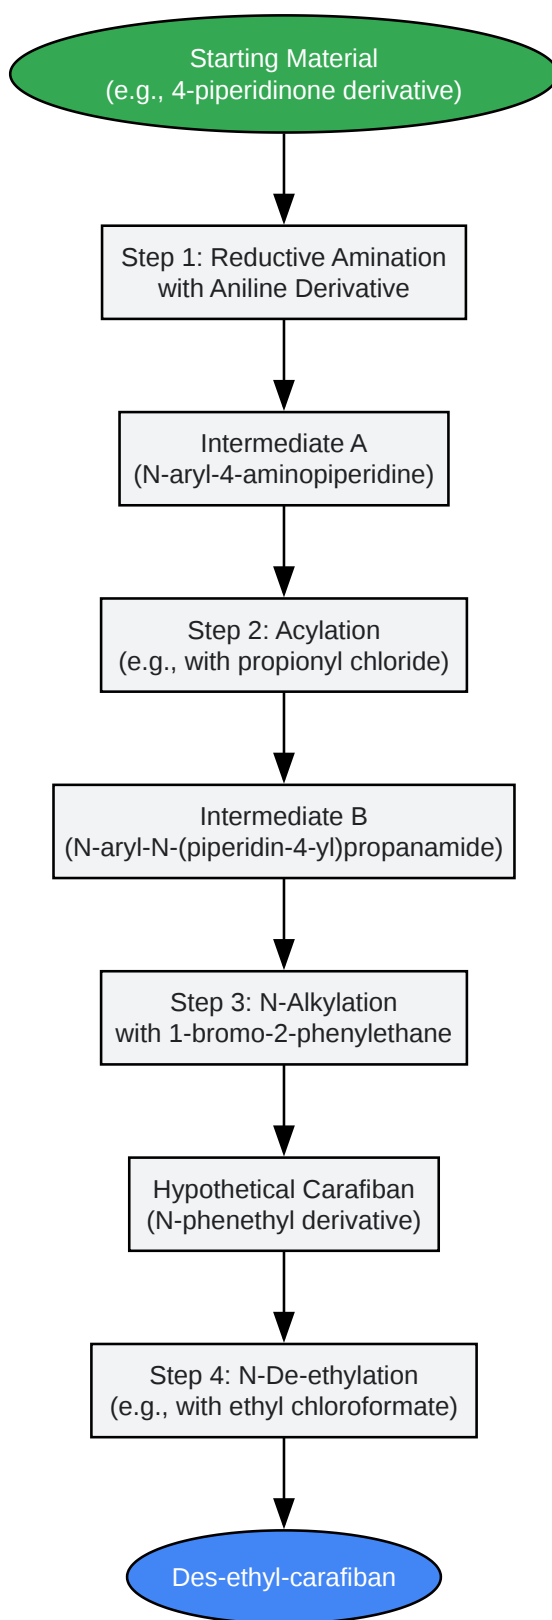 Starting Material
(e.g., 4-piperidinone derivative)
Step 1: Reductive Amination
with Aniline Derivative
Intermediate A
(N-aryl-4-aminopiperidine)
Step 2: Acylation
(e.g., with propionyl chloride)
Intermediate B
(N-aryl-N-(piperidin-4-yl)propanamide)
Step 3: N-Alkylation
with 1-bromo-2-phenylethane
Hypothetical Carafiban
(N-phenethyl derivative)
Step 4: N-De-ethylation
(e.g., with ethyl chloroformate)
Des-ethyl-carafiban